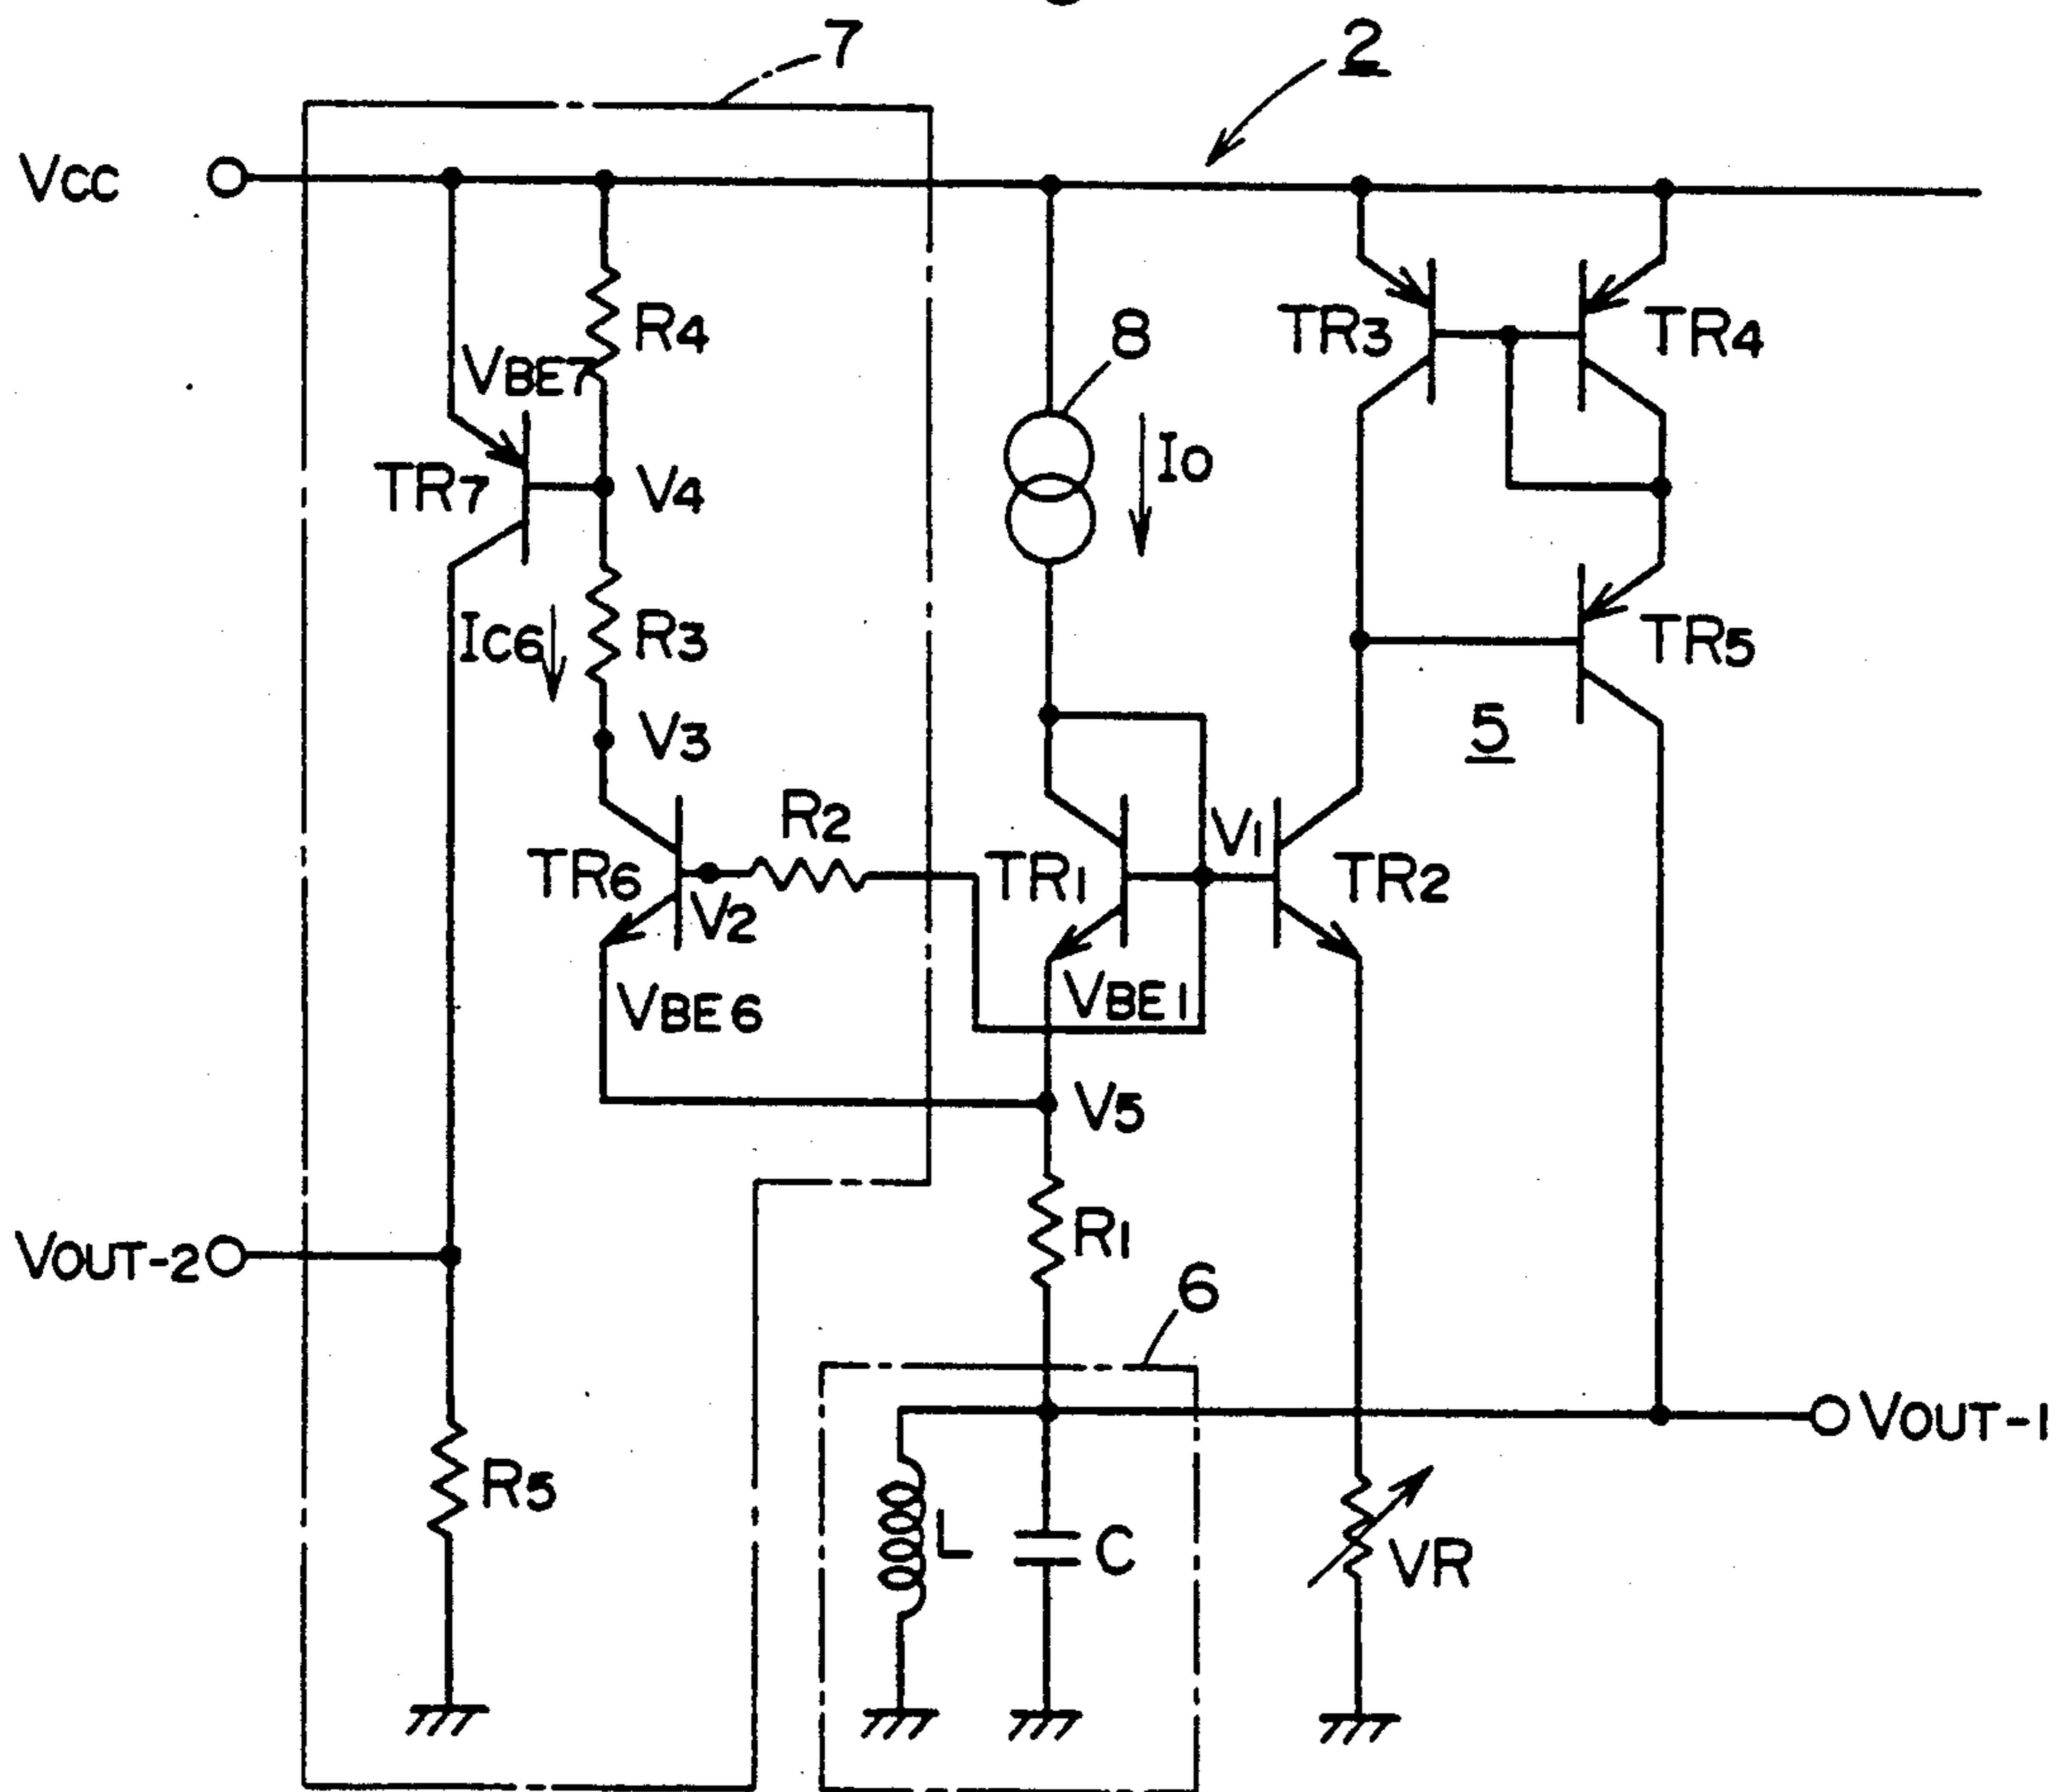 7
2
VCC
R4
TR3
TR4
8
VBE7
IO
TR7
V4
IC6
R3
TR5
V3
5
R2
V1
TR6
TR1
TR2
V2
VBE6
VBE1
V5
R1
VOUT-2
6
VOUT-1
R5
L
C
VR